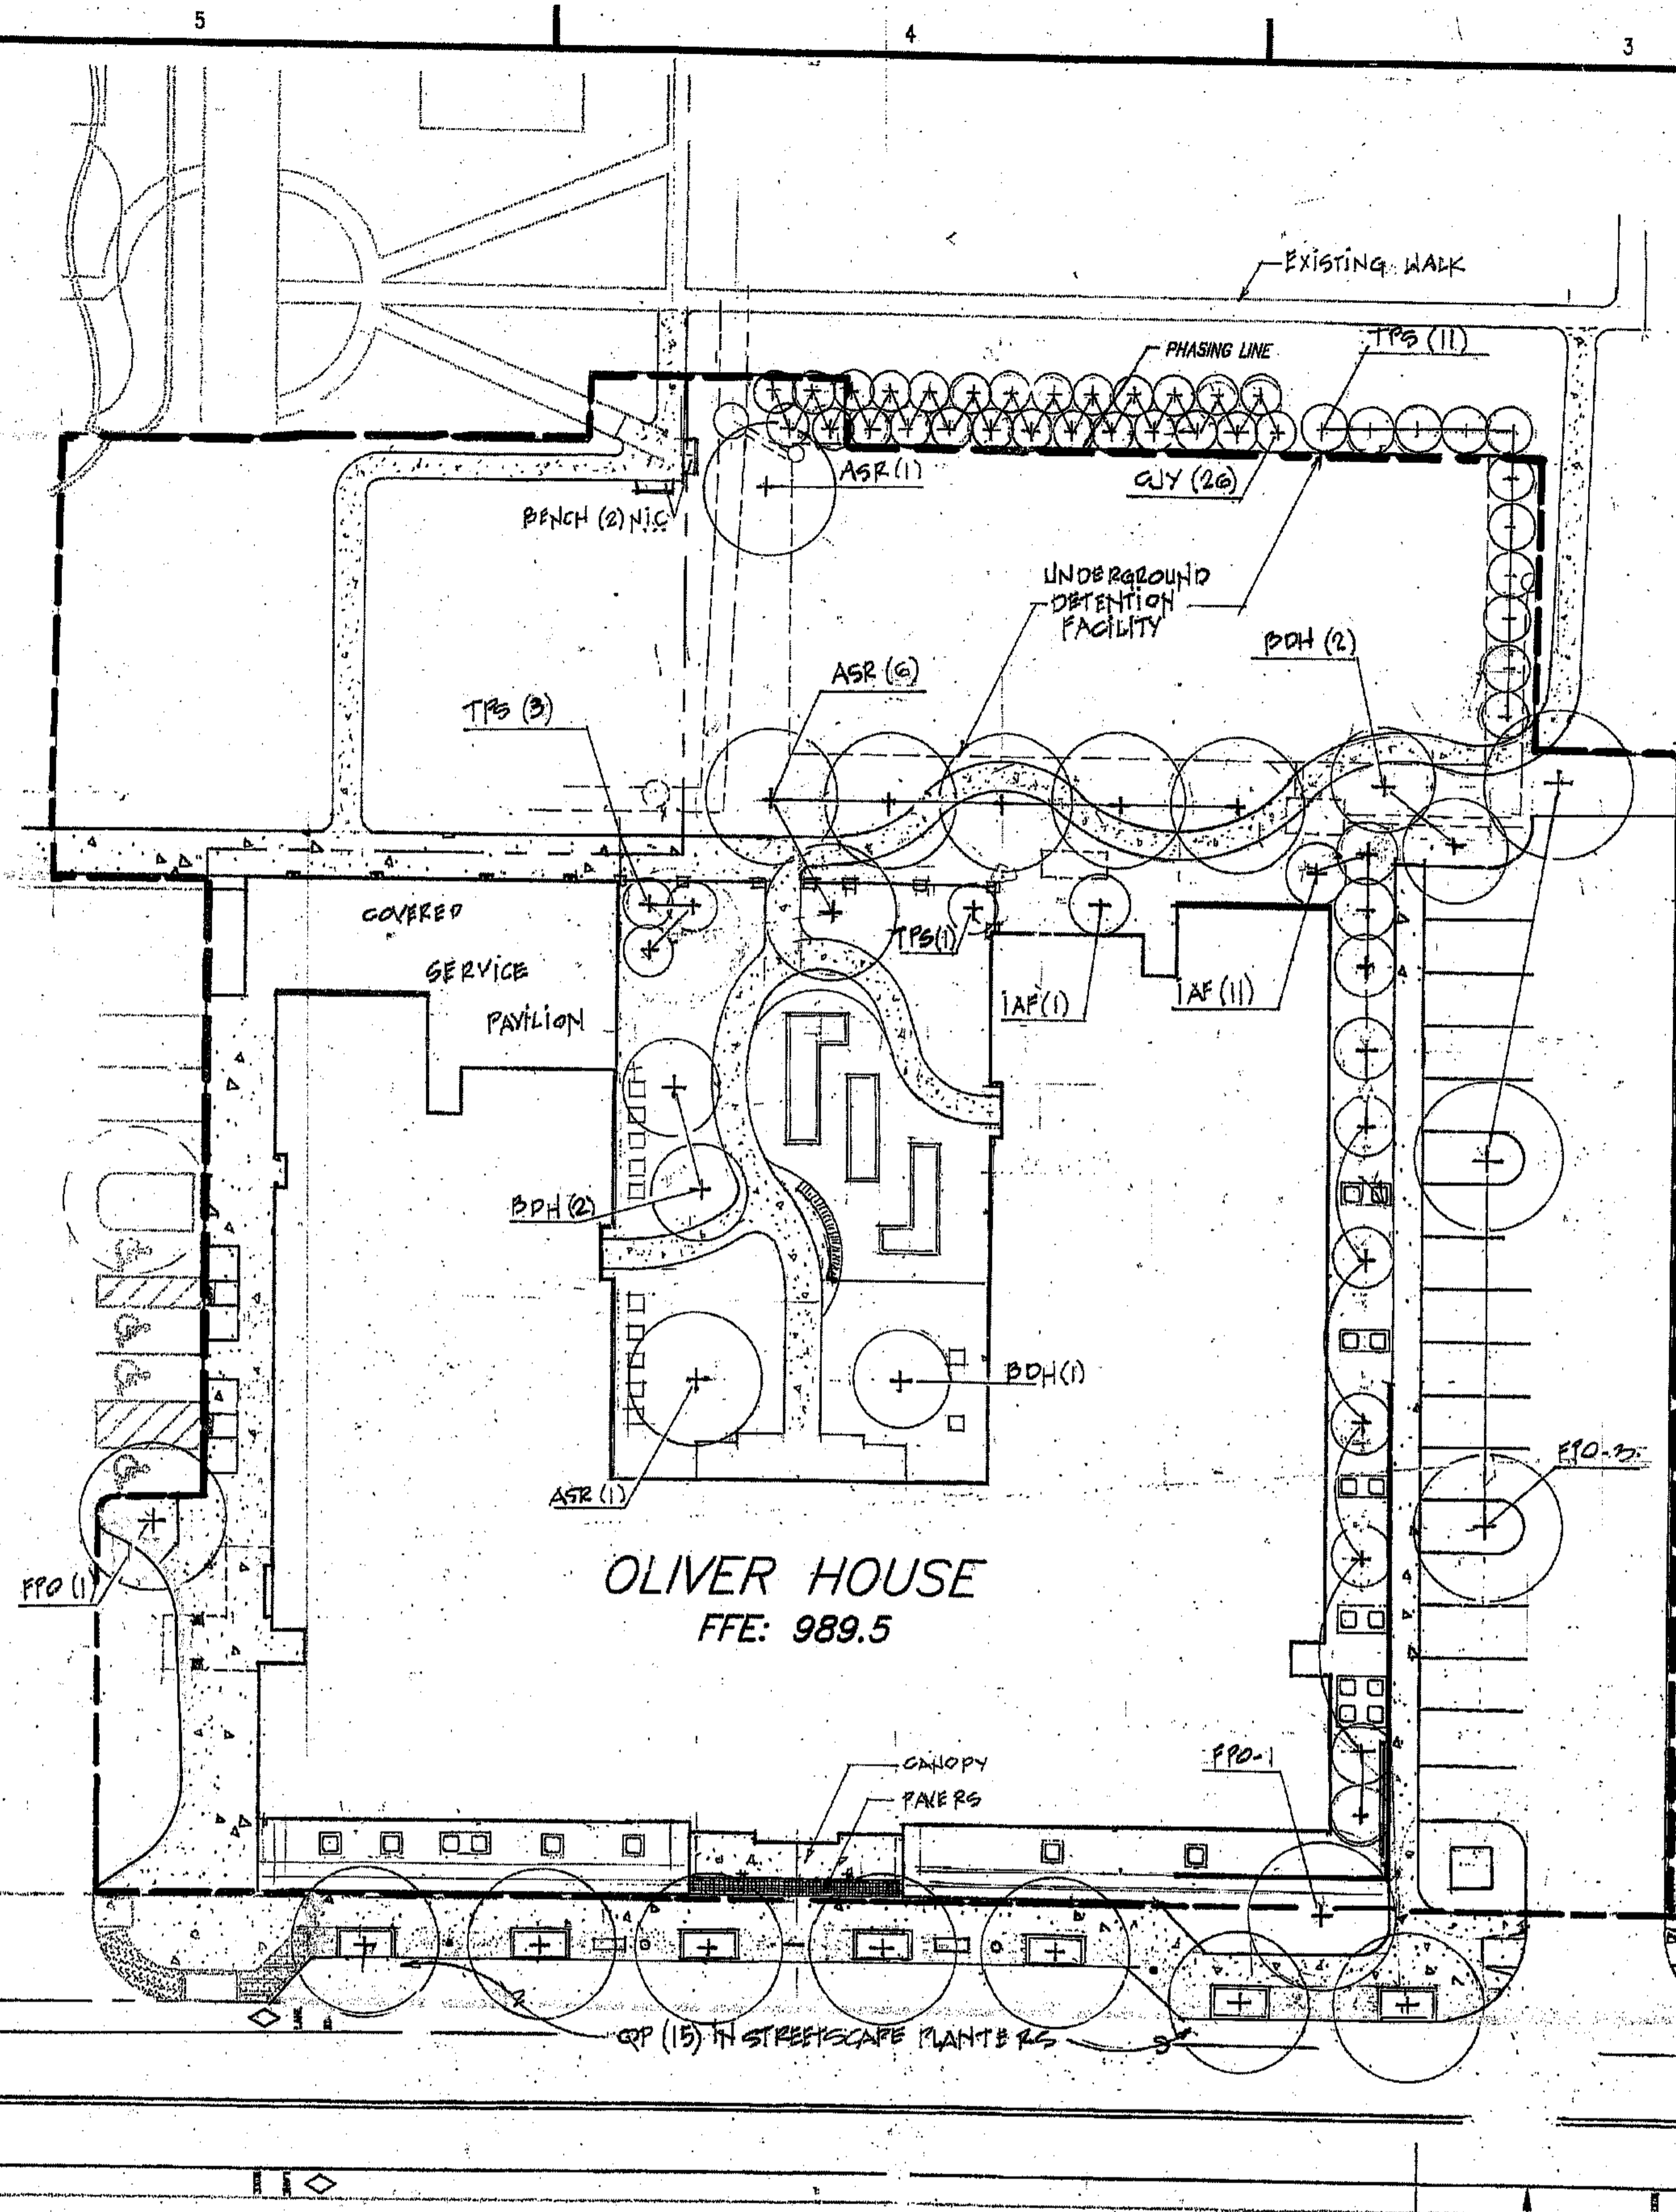 5
4
3
EXISTING WALK
PHASING LINE
TPS (11)
ASR (1)
CJY (26)
BENCH (2) N.I.C.
UNDERGROUND
DETENTION
FACILITY
BDH (2)
ASR (6)
TPS (3)
COVERED
SERVICE
PAVILION
TPS (1)
IAF (1)
IAF (11)
BDH (2)
BDH (1)
FPO-3
ASR (1)
FPO (1)
OLIVER HOUSE
FFE: 989.5
CANOPY
PAVERS
FPO-1
QP (15) IN STREETSCAPE PLANTERS